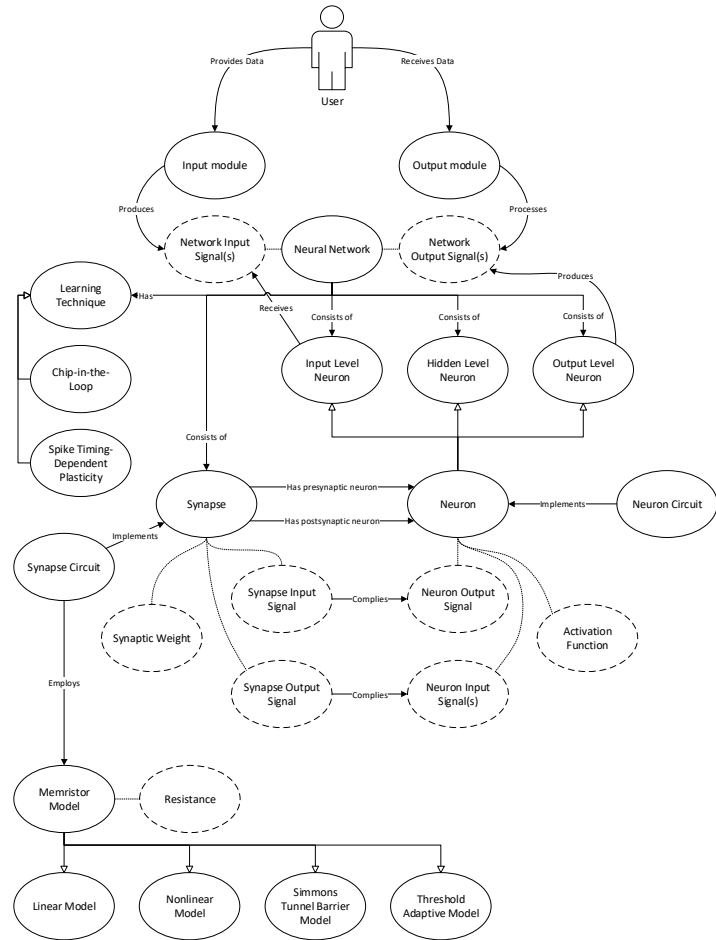 Provides Data
Receives Data
User
Input module
Output module
Produces
Processes
Network Input
Signal(s)
Neural Network
Network
Output Signal(s)
Produces
Learning
Technique
Has
Receives
Consists of
Consists of
Consists of
Input Level
Neuron
Hidden Level
Neuron
Output Level
Neuron
Chip-in-the-
Loop
Spike Timing-
Dependent
Plasticity
Consists of
Synapse
Has presynaptic neuron
Has postsynaptic neuron
Neuron
Implements
Neuron Circuit
Implements
Synapse Circuit
Synapse Input
Signal
Complies
Neuron Output
Signal
Synaptic Weight
Activation
Function
Synapse Output
Signal
Complies
Neuron Input
Signal(s)
Employs
Memristor
Model
Resistance
Linear Model
Nonlinear
Model
Simmons
Tunnel Barrier
Model
Threshold
Adaptive Model